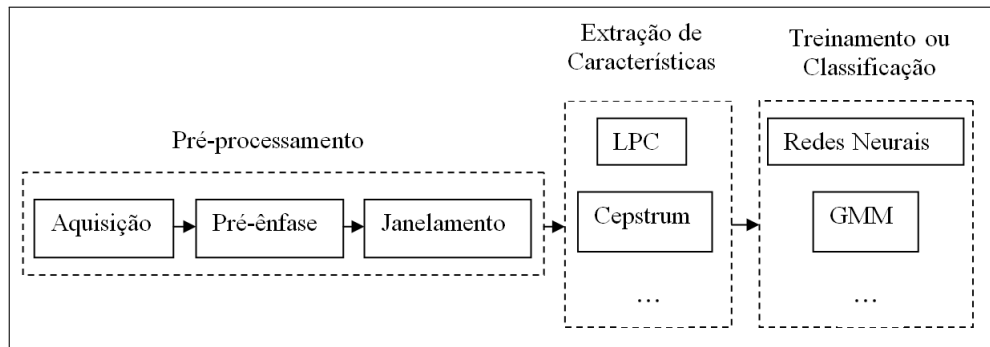 Pré-processamento
Aquisição
Pré-ênfase
Janelamento
Extração de
Características
LPC
Cepstrum
...
Treinamento ou
Classificação
Redes Neurais
GMM
...